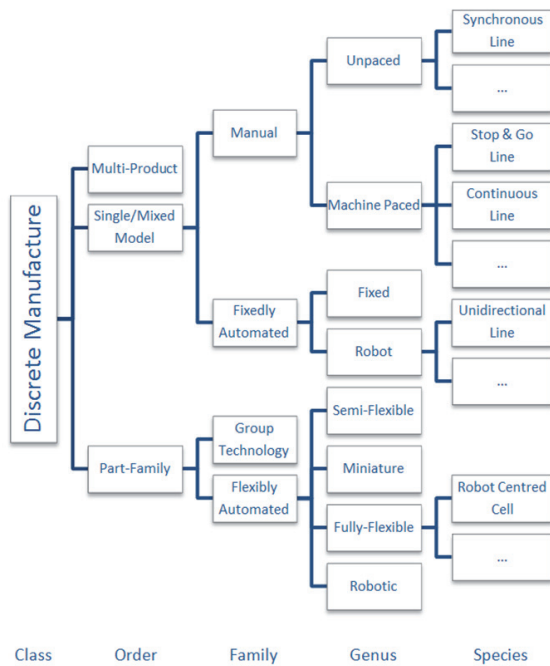 Discrete Manufacture
Multi-Product
Single/Mixed
Model
Part-Family
Manual
Fixedly
Automated
Group
Technology
Flexibly
Automated
Unpaced
Machine Paced
Fixed
Robot
Semi-Flexible
Miniature
Fully-Flexible
Robotic
Synchronous
Line
...
Stop & Go
Line
Continuous
Line
...
Unidirectional
Line
...
Robot Centred
Cell
...
Class Order Family Genus Species